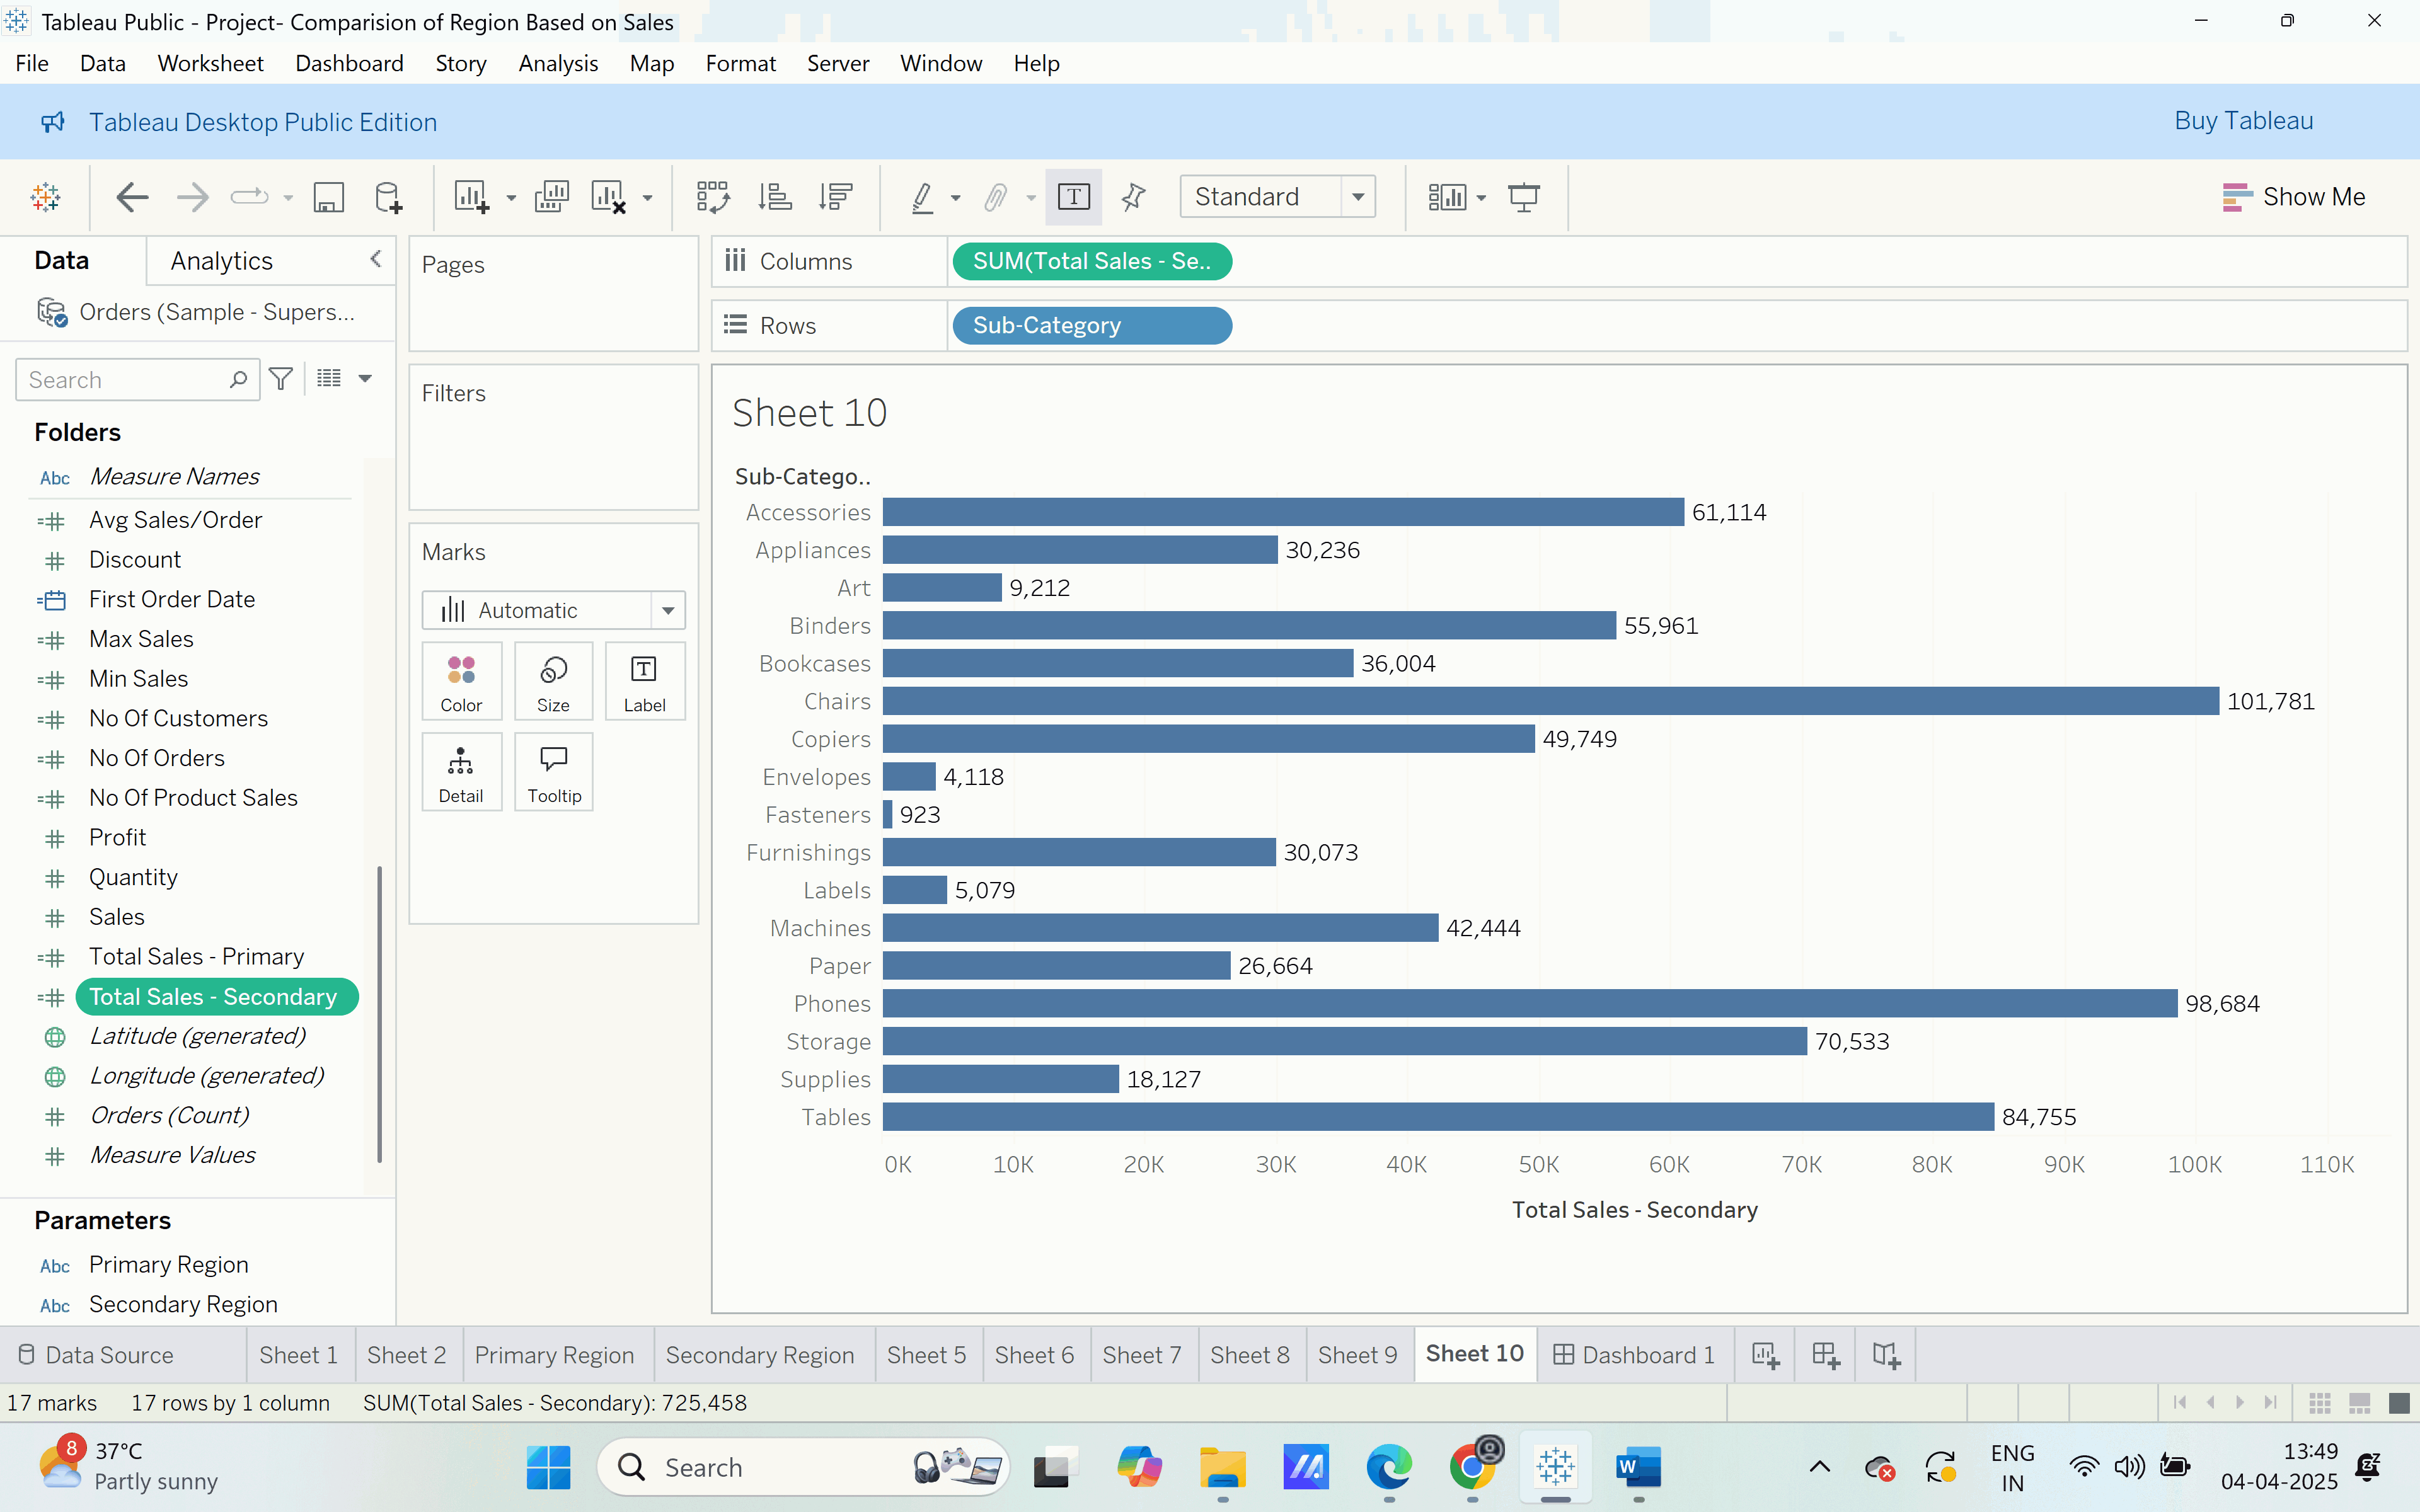 Tableau Public - Project- Comparision of Region Based on Sales
File Data Worksheet Dashboard Story Analysis Map Format Server Window Help
Tableau Desktop Public Edition
Buy Tableau
Standard
Show Me
Data
Analytics
Orders (Sample - Supers...
Search
Folders
Abc Measure Names
Avg Sales/Order
Discount
First Order Date
Max Sales
Min Sales
No Of Customers
No Of Orders
No Of Product Sales
Profit
Quantity
Sales
Total Sales - Primary
Total Sales - Secondary
Latitude (generated)
Longitude (generated)
Orders (Count)
Measure Values
Parameters
Abc Primary Region
Abc Secondary Region
Pages
Filters
Marks
Automatic
Color Size Label
Detail Tooltip
Columns SUM(Total Sales - Se..
Rows Sub-Category
Sheet 10
Sub-Catego..
Accessories 61,114
Appliances 30,236
Art 9,212
Binders 55,961
Bookcases 36,004
Chairs 101,781
Copiers 49,749
Envelopes 4,118
Fasteners 923
Furnishings 30,073
Labels 5,079
Machines 42,444
Paper 26,664
Phones 98,684
Storage 70,533
Supplies 18,127
Tables 84,755
0K 10K 20K 30K 40K 50K 60K 70K 80K 90K 100K 110K
Total Sales - Secondary
Data Source Sheet 1 Sheet 2 Primary Region Secondary Region Sheet 5 Sheet 6 Sheet 7 Sheet 8 Sheet 9 Sheet 10 Dashboard 1
17 marks 17 rows by 1 column SUM(Total Sales - Secondary): 725,458
8
37°C
Partly sunny
Search
ENG
IN
13:49
04-04-2025